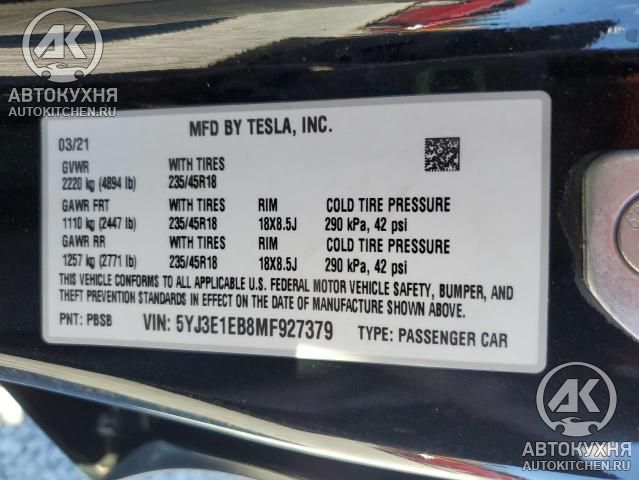 АК
АВТОКУХНЯ
AUTOKITCHEN.RU
MFD BY TESLA, INC.
03/21
GVWR WITH TIRES
2220 kg (4894 lb) 235/45R18
GAWR FRT WITH TIRES RIM COLD TIRE PRESSURE
1110 kg (2447 lb) 235/45R18 18X8.5J 290 kPa, 42 psi
GAWR RR WITH TIRES RIM COLD TIRE PRESSURE
1257 kg (2771 lb) 235/45R18 18X8.5J 290 kPa, 42 psi
THIS VEHICLE CONFORMS TO ALL APPLICABLE U.S. FEDERAL MOTOR VEHICLE SAFETY, BUMPER, AND
THEFT PREVENTION STANDARDS IN EFFECT ON THE DATE OF MANUFACTURE SHOWN ABOVE.
PNT: PBSB VIN: 5YJ3E1EB8MF927379 TYPE: PASSENGER CAR
АК
АВТОКУХНЯ
AUTOKITCHEN.RU